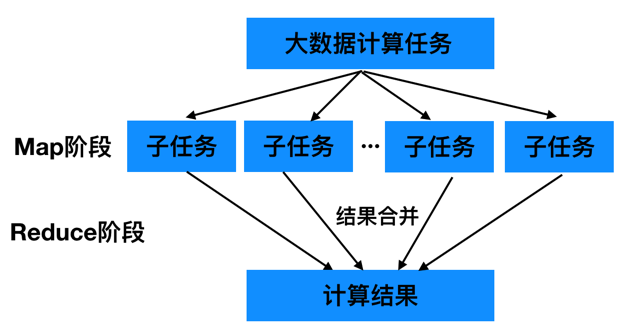 大数据计算任务
Map阶段
子任务
子任务
...
子任务
子任务
结果合并
Reduce阶段
计算结果